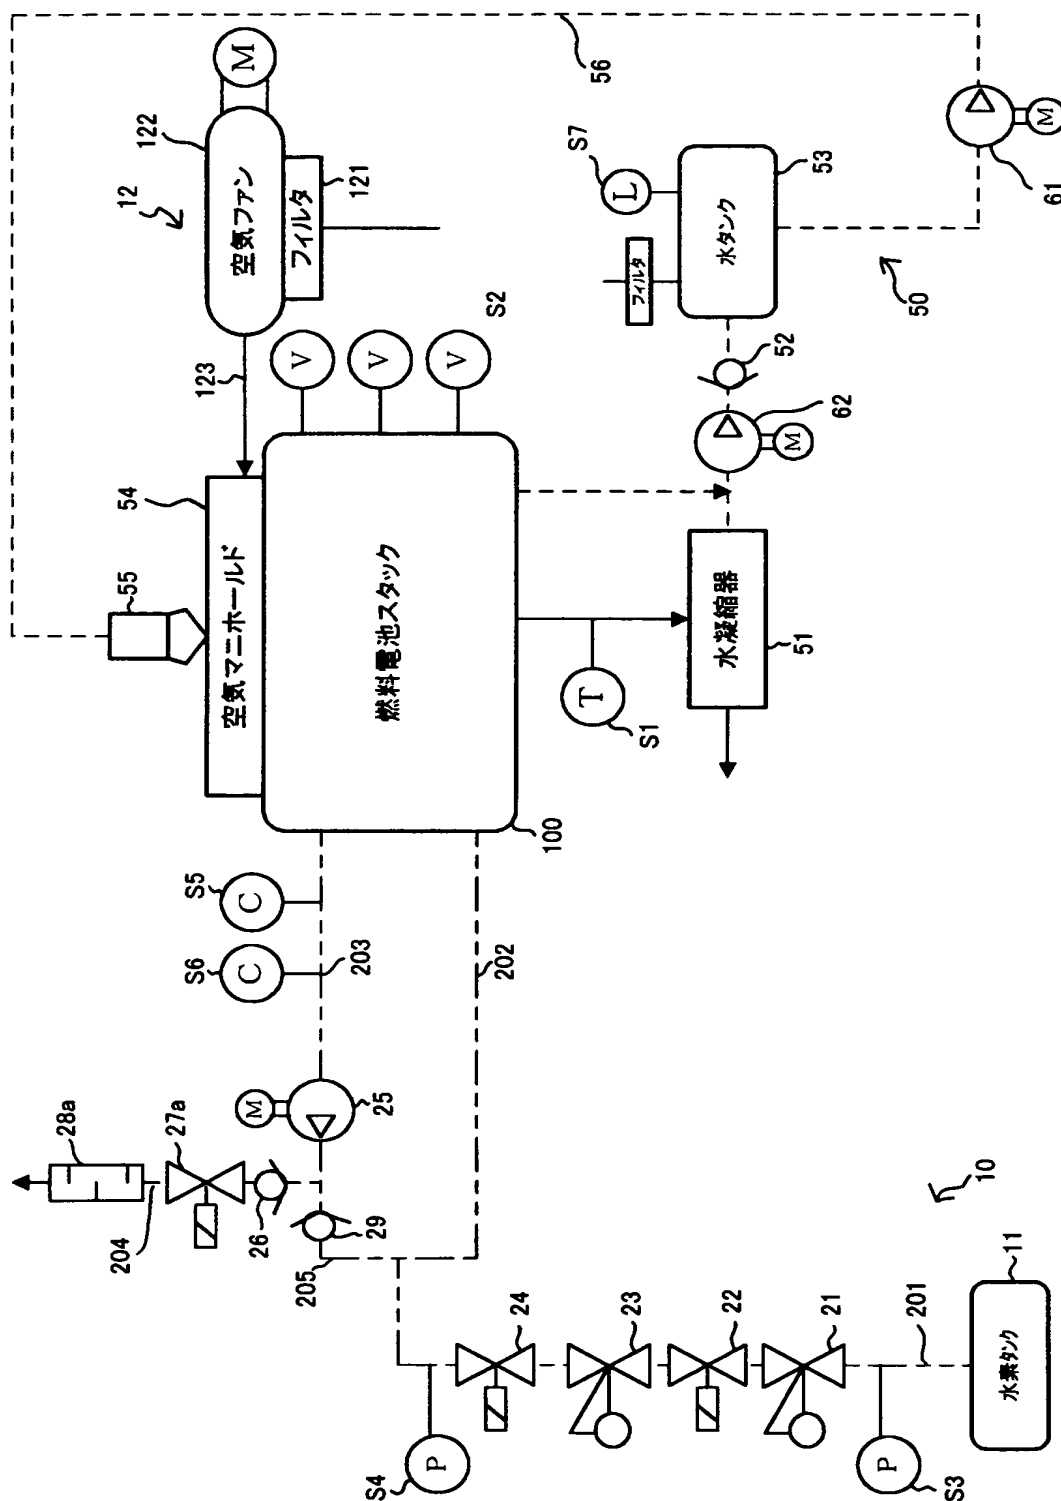 28a
204
55
54
12
122
M
27a
S6
S5
123
空気マニホールド
空気ファン
M
C
C
26
フィルタ
121
205
29
25
203
V
100
燃料電池スタック
V
S4
202
V
S2
P
24
56
S7
T
L
23
フィルタ
S1
22
水凝縮器
水タンク
62
52
53
M
51
21
50
P
201
10
S3
水素タンク
11
61
M